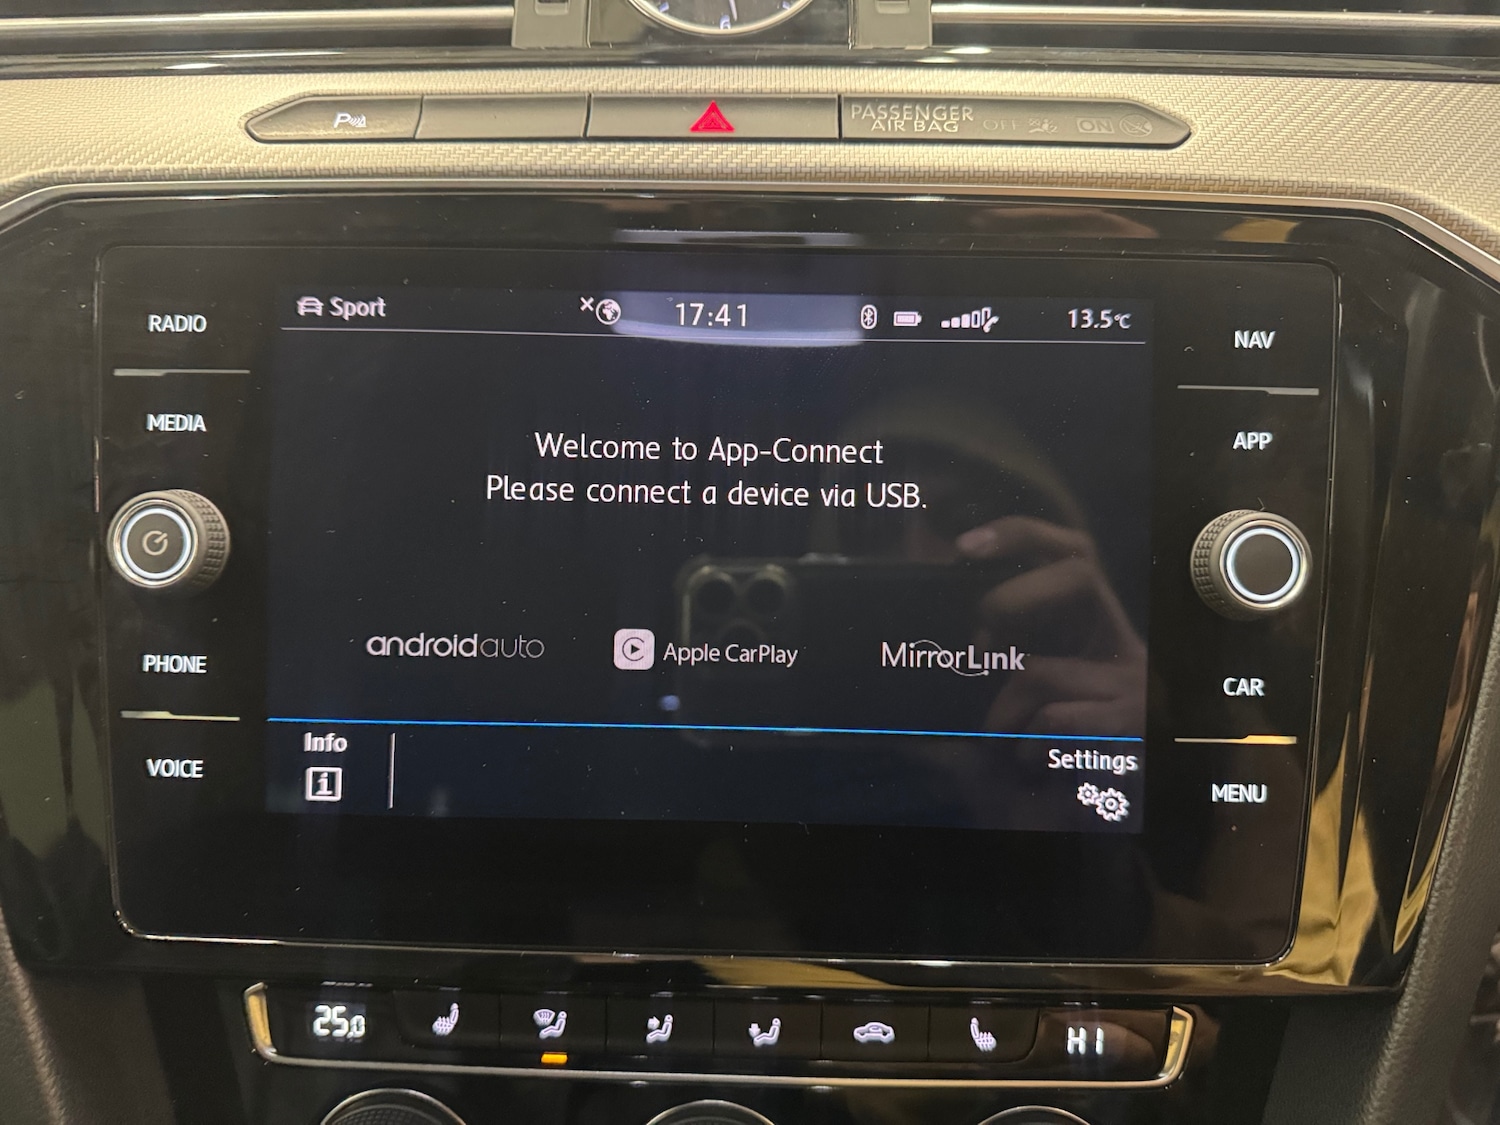 6
P
PASSENGER
AIR BAG OFF ON
Sport 17:41 13.5°C
RADIO
NAV
MEDIA
APP
Welcome to App-Connect
Please connect a device via USB.
androidauto Apple CarPlay MirrorLink
PHONE
CAR
VOICE
MENU
Info
Settings
25.0 HI